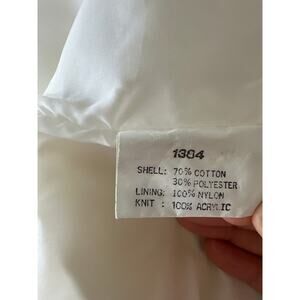 1384
SHELL: 70% COTTON
30% POLYESTER
LINING: 100% NYLON
KNIT : 100% ACRYLIC